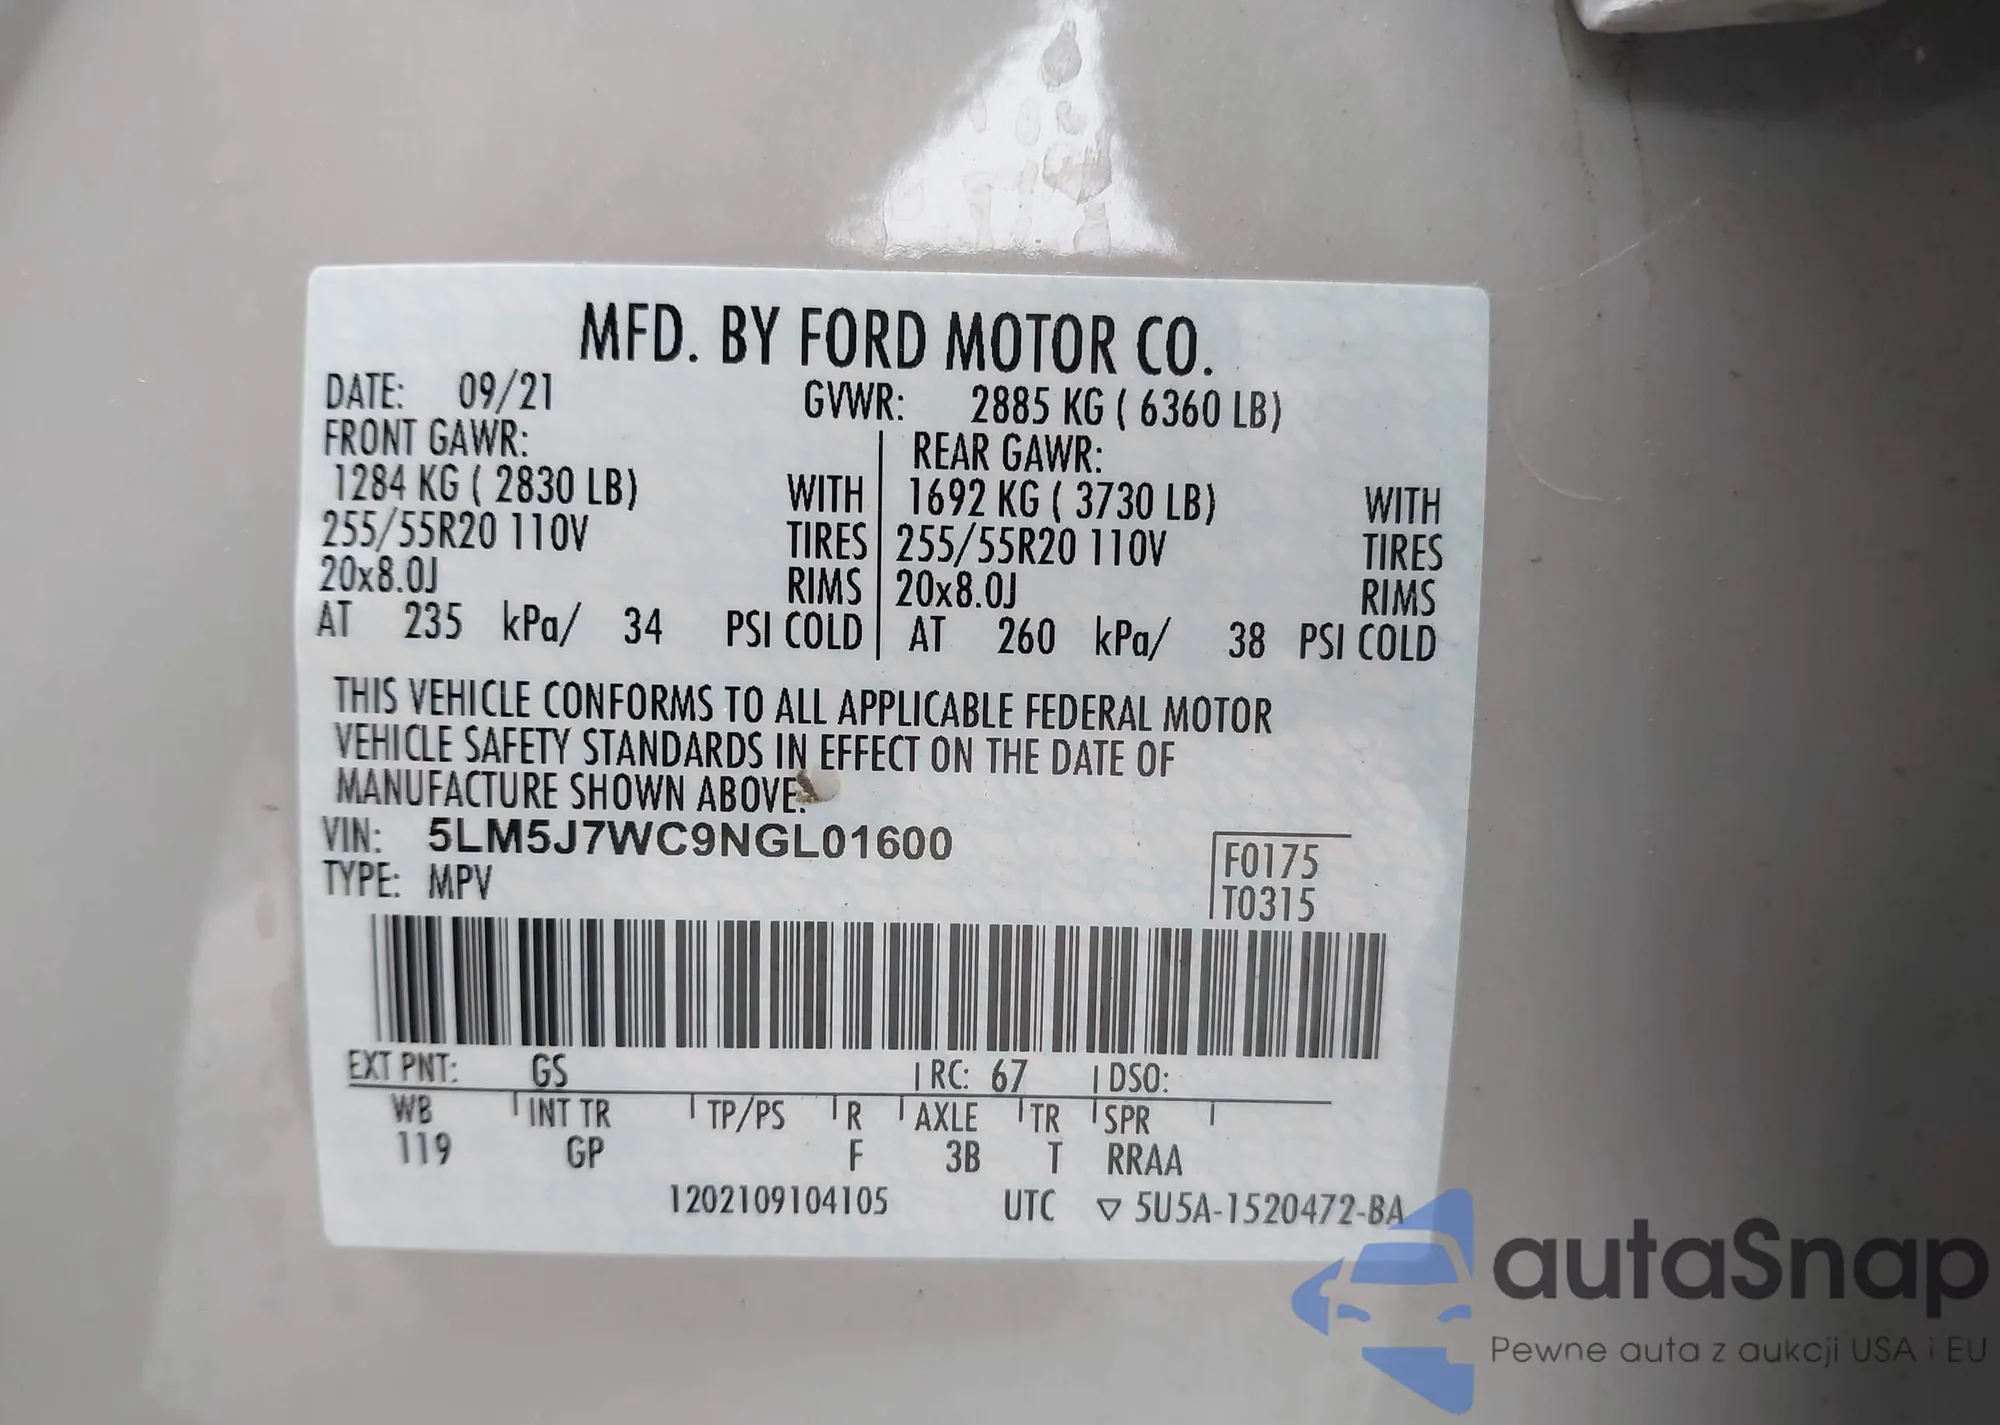 MFD. BY FORD MOTOR CO.
DATE: 09/21 GVWR: 2885 KG ( 6360 LB)
FRONT GAWR: REAR GAWR:
1284 KG ( 2830 LB) WITH 1692 KG ( 3730 LB) WITH
255/55R20 110V TIRES 255/55R20 110V TIRES
20x8.0J RIMS 20x8.0J RIMS
AT 235 kPa/ 34 PSI COLD AT 260 kPa/ 38 PSI COLD
THIS VEHICLE CONFORMS TO ALL APPLICABLE FEDERAL MOTOR
VEHICLE SAFETY STANDARDS IN EFFECT ON THE DATE OF
MANUFACTURE SHOWN ABOVE.
VIN: 5LM5J7WC9NGL01600
TYPE: MPV
F0175
T0315
EXT PNT: GS RC: 67 DSO:
WB INT TR TP/PS R AXLE TR SPR
119 GP F 3B T RRAA
1202109104105 UTC ▽ 5U5A-1520472-BA
autaSnap
Pewne auta z aukcji USA i EU